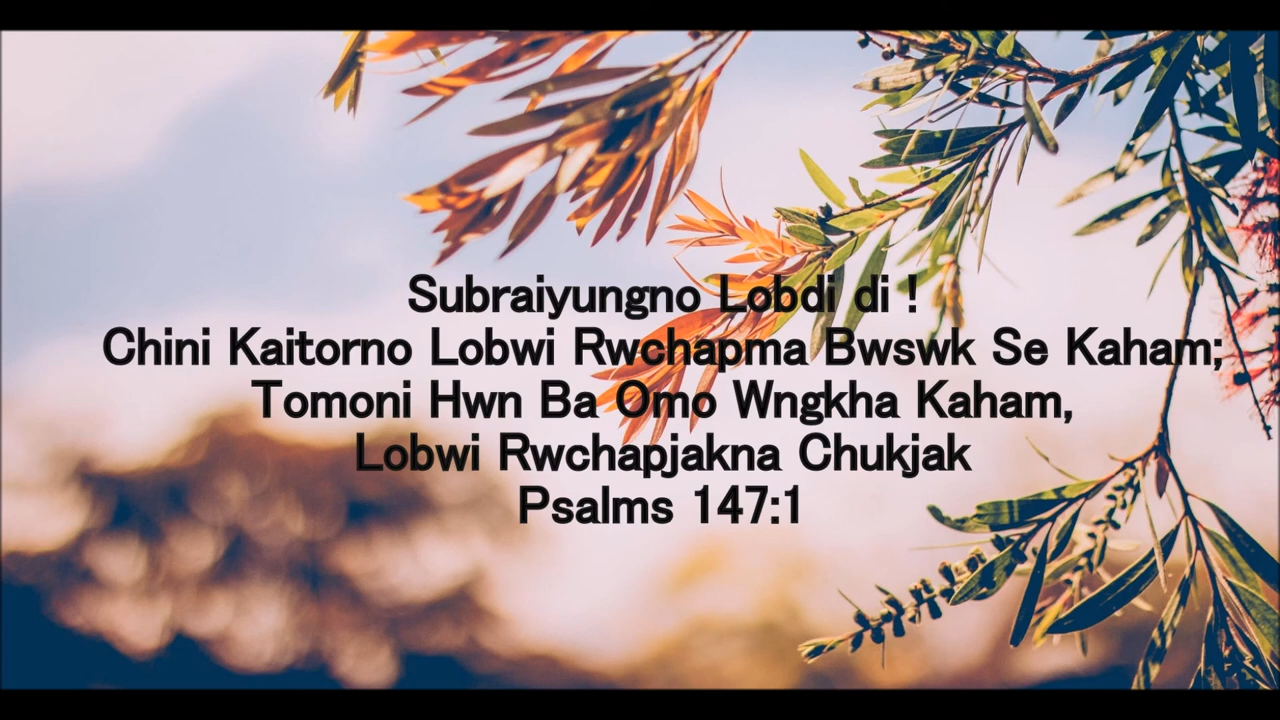 Subraiyungno Lobdi di !
Chini Kaitorno Lobwi Rwchapma Bwswk Se Kaham;
Tomoni Hwn Ba Omo Wngkha Kaham,
Lobwi Rwchapjakna Chukjak
Psalms 147:1